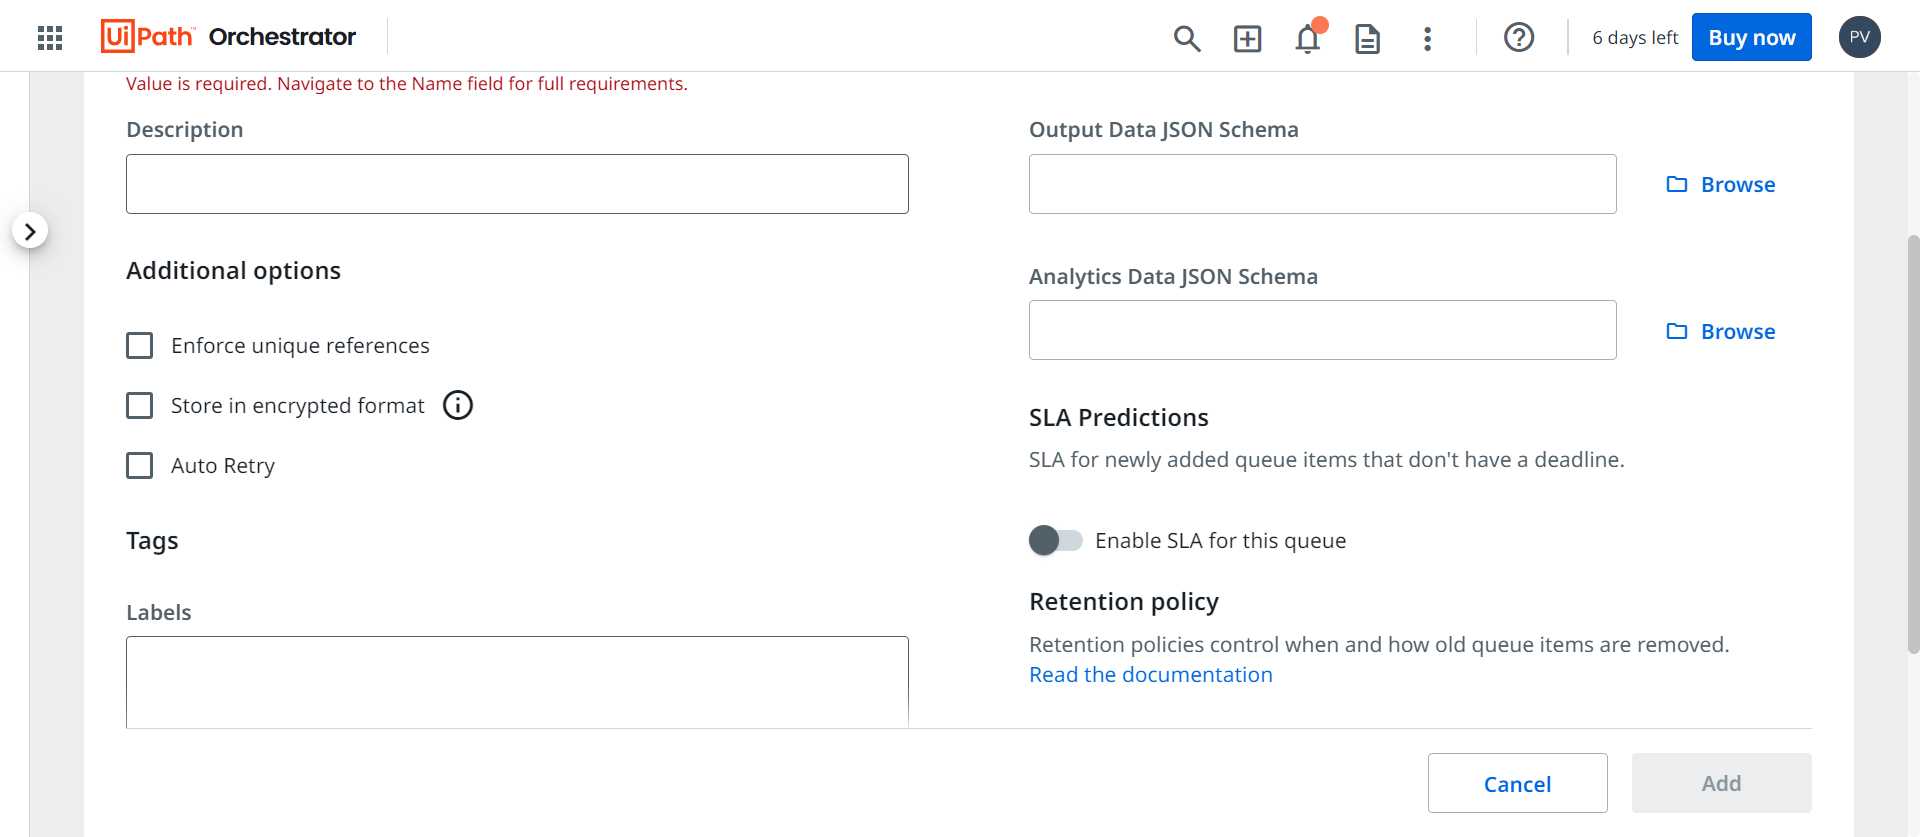 UiPath Orchestrator
6 days left
Buy now
PV
Value is required. Navigate to the Name field for full requirements.
Description
Additional options
Enforce unique references
Store in encrypted format
Auto Retry
Tags
Labels
Output Data JSON Schema
Browse
Analytics Data JSON Schema
Browse
SLA Predictions
SLA for newly added queue items that don't have a deadline.
Enable SLA for this queue
Retention policy
Retention policies control when and how old queue items are removed.
Read the documentation
Cancel
Add